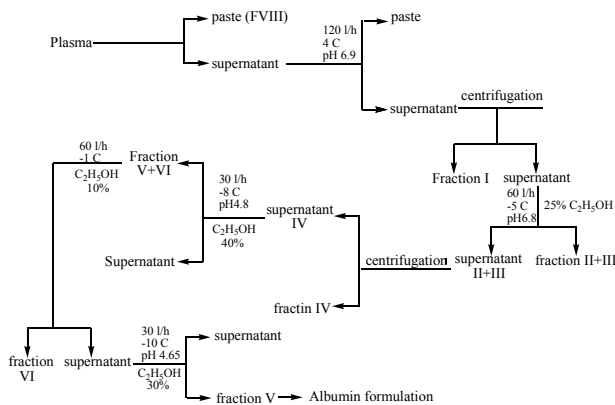 Plasma
paste (FVIII)
supernatant
120 l/h
4 C
pH 6.9
paste
supernatant
centrifugation
Fraction I
supernatant
60 l/h
-5 C
pH6.8
25% C₂H₅OH
supernatant
II+III
fraction II+III
centrifugation
supernatant
IV
fractin IV
30 l/h
-8 C
pH4.8
C₂H₅OH
40%
Fraction
V+VI
Supernatant
60 l/h
-1 C
C₂H₅OH
10%
fraction
VI
supernatant
30 l/h
-10 C
pH 4.65
C₂H₅OH
30%
supernatant
fraction V
Albumin formulation